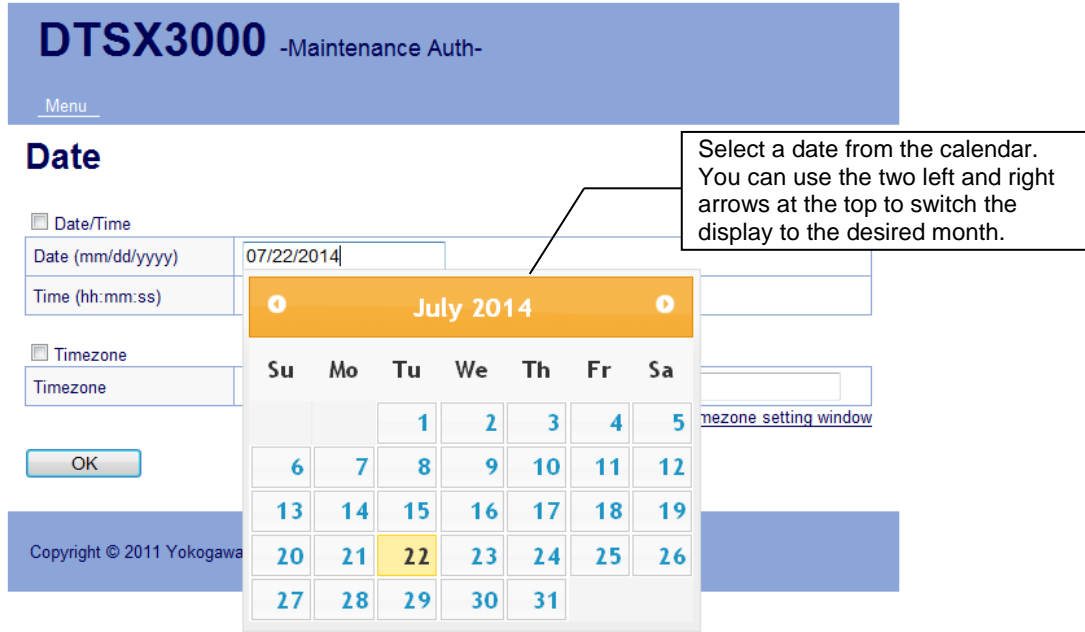 DTSX3000 -Maintenance Auth-
Menu
Date
Select a date from the calendar.
You can use the two left and right
arrows at the top to switch the
display to the desired month.
Date/Time
Date (mm/dd/yyyy) 07/22/2014
Time (hh:mm:ss)
July 2014
Timezone
Su Mo Tu We Th Fr Sa
Timezone
1 2 3 4 5
mezone setting window
6 7 8 9 10 11 12
OK
13 14 15 16 17 18 19
20 21 22 23 24 25 26
Copyright © 2011 Yokogawa
27 28 29 30 31